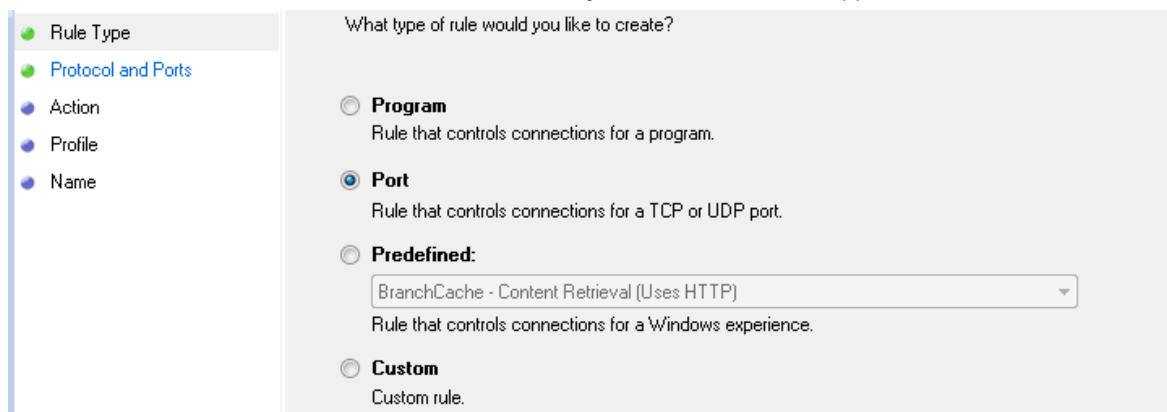 Rule Type
Protocol and Ports
Action
Profile
Name
What type of rule would you like to create?
Program
Rule that controls connections for a program.
Port
Rule that controls connections for a TCP or UDP port.
Predefined:
BranchCache - Content Retrieval (Uses HTTP)
Rule that controls connections for a Windows experience.
Custom
Custom rule.